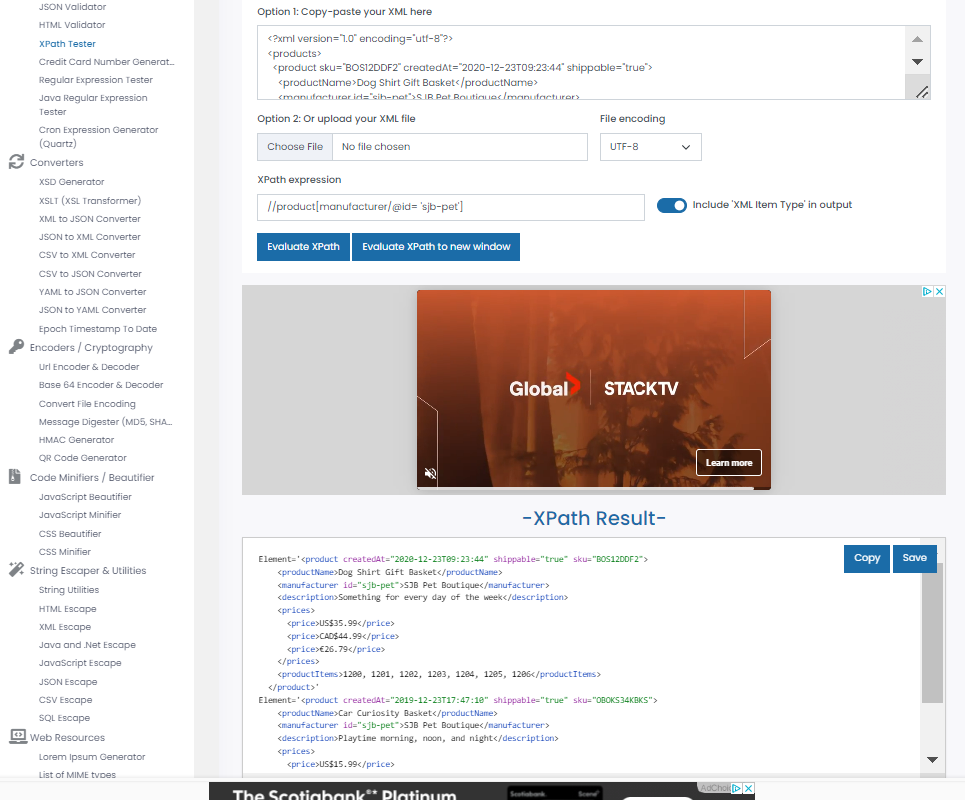 JSON Validator
HTML Validator
XPath Tester
Credit Card Number Generat...
Regular Expression Tester
Java Regular Expression
Tester
Cron Expression Generator
(Quartz)
Converters
XSD Generator
XSLT (XSL Transformer)
XML to JSON Converter
JSON to XML Converter
CSV to XML Converter
CSV to JSON Converter
YAML to JSON Converter
JSON to YAML Converter
Epoch Timestamp To Date
Encoders / Cryptography
Url Encoder & Decoder
Base 64 Encoder & Decoder
Convert File Encoding
Message Digester (MD5, SHA...
HMAC Generator
QR Code Generator
Code Minifiers / Beautifier
JavaScript Beautifier
JavaScript Minifier
CSS Beautifier
CSS Minifier
String Escaper & Utilities
String Utilities
HTML Escape
XML Escape
Java and .Net Escape
JavaScript Escape
JSON Escape
CSV Escape
SQL Escape
Web Resources
Lorem Ipsum Generator
List of MIME types
Option 1: Copy-paste your XML here
<?xml version="1.0" encoding="utf-8"?>
<products>
<product sku="BOS12DDF2" createdAt="2020-12-23T09:23:44" shippable="true">
<productName>Dog Shirt Gift Basket</productName>
<manufacturer id="sjb-pet">SJB Pet Boutique</manufacturer>
Option 2: Or upload your XML file
File encoding
Choose File No file chosen
UTF-8
XPath expression
//product[manufacturer/@id= 'sjb-pet']
Include 'XML Item Type' in output
Evaluate XPath
Evaluate XPath to new window
Global
STACKTV
Learn more
-XPath Result-
Copy
Save
Element='<product createdAt="2020-12-23T09:23:44" shippable="true" sku="BOS12DDF2">
<productName>Dog Shirt Gift Basket</productName>
<manufacturer id="sjb-pet">SJB Pet Boutique</manufacturer>
<description>Something for every day of the week</description>
<prices>
<price>US$35.99</price>
<price>CAD$44.99</price>
<price>€26.79</price>
</prices>
<productItems>1200, 1201, 1202, 1203, 1204, 1205, 1206</productItems>
</product>'
Element='<product createdAt="2019-12-23T17:47:10" shippable="true" sku="OBOKS34KBKS">
<productName>Car Curiosity Basket</productName>
<manufacturer id="sjb-pet">SJB Pet Boutique</manufacturer>
<description>Playtime morning, noon, and night</description>
<prices>
<price>US$15.99</price>
The Scotiabank®* Platinum
Scotiabank
Scene+
AdChoi